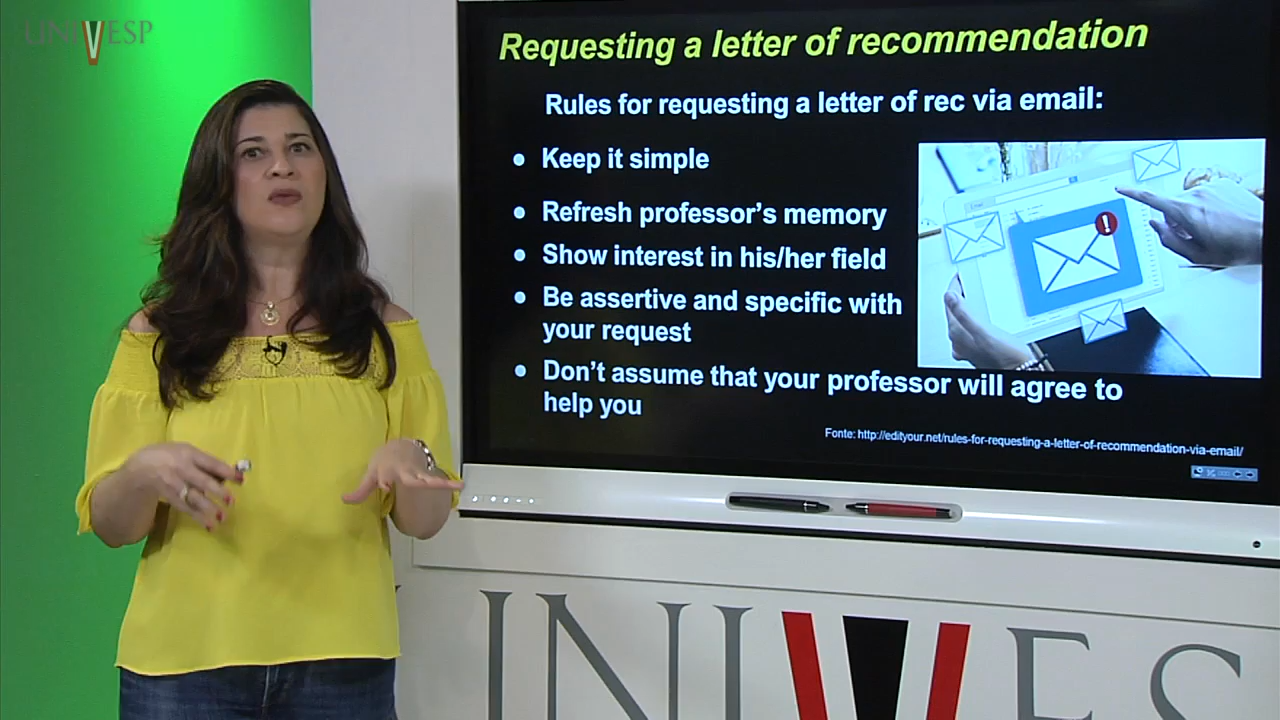 UNIVESP
Requesting a letter of recommendation
Rules for requesting a letter of rec via email:
• Keep it simple
• Refresh professor's memory
• Show interest in his/her field
• Be assertive and specific with
your request
• Don't assume that your professor will agree to
help you
Fonte: http://edityour.net/rules-for-requesting-a-letter-of-recommendation-via-email/
UNIVES